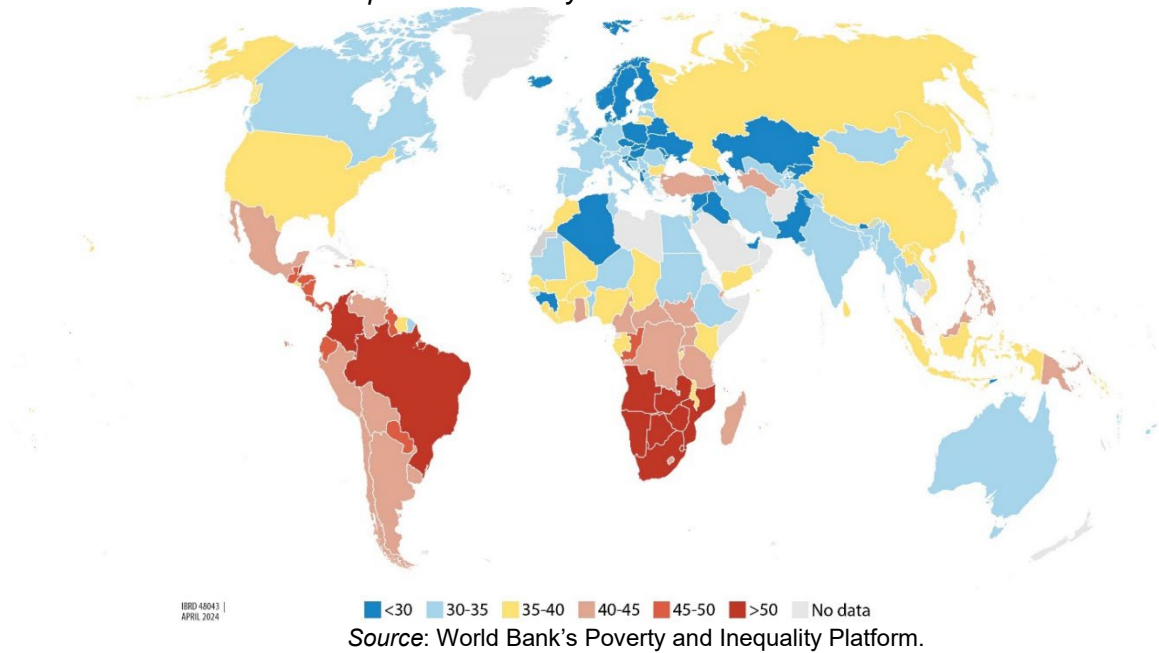 IBRD 48043 |
APRIL 2024
<30 30-35 35-40 40-45 45-50 >50 No data
Source: World Bank’s Poverty and Inequality Platform.